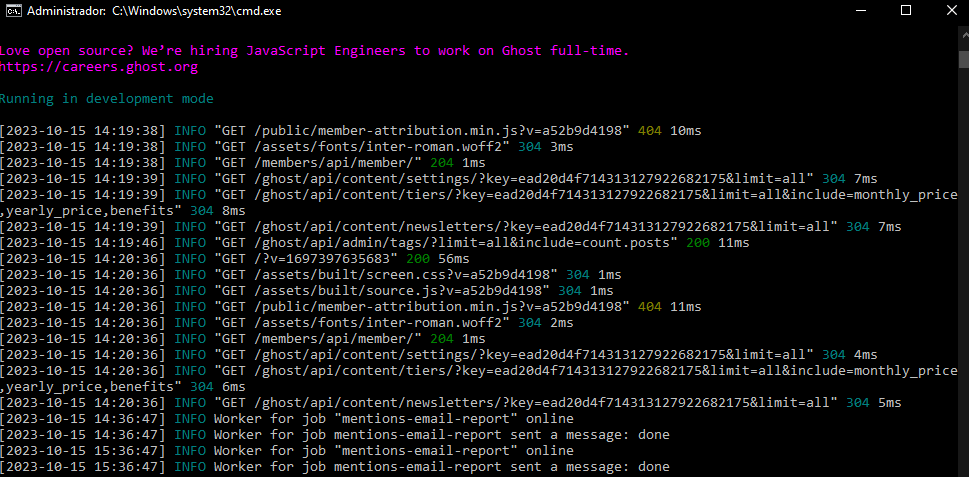 Administrador: C:\Windows\system32\cmd.exe
Love open source? We’re hiring JavaScript Engineers to work on Ghost full-time.
https://careers.ghost.org
Running in development mode
[2023-10-15 14:19:38] INFO "GET /public/member-attribution.min.js?v=a52b9d4198" 404 10ms
[2023-10-15 14:19:38] INFO "GET /assets/fonts/inter-roman.woff2" 304 3ms
[2023-10-15 14:19:38] INFO "GET /members/api/member/" 204 1ms
[2023-10-15 14:19:39] INFO "GET /ghost/api/content/settings/?key=ead20d4f714313127922682175&limit=all" 304 7ms
[2023-10-15 14:19:39] INFO "GET /ghost/api/content/tiers/?key=ead20d4f714313127922682175&limit=all&include=monthly_price
,yearly_price,benefits" 304 8ms
[2023-10-15 14:19:39] INFO "GET /ghost/api/content/newsletters/?key=ead20d4f714313127922682175&limit=all" 304 7ms
[2023-10-15 14:19:46] INFO "GET /ghost/api/admin/tags/?limit=all&include=count.posts" 200 11ms
[2023-10-15 14:20:36] INFO "GET /?v=1697397635683" 200 56ms
[2023-10-15 14:20:36] INFO "GET /assets/built/screen.css?v=a52b9d4198" 304 1ms
[2023-10-15 14:20:36] INFO "GET /assets/built/source.js?v=a52b9d4198" 304 1ms
[2023-10-15 14:20:36] INFO "GET /public/member-attribution.min.js?v=a52b9d4198" 404 11ms
[2023-10-15 14:20:36] INFO "GET /assets/fonts/inter-roman.woff2" 304 2ms
[2023-10-15 14:20:36] INFO "GET /members/api/member/" 204 1ms
[2023-10-15 14:20:36] INFO "GET /ghost/api/content/settings/?key=ead20d4f714313127922682175&limit=all" 304 4ms
[2023-10-15 14:20:36] INFO "GET /ghost/api/content/tiers/?key=ead20d4f714313127922682175&limit=all&include=monthly_price
,yearly_price,benefits" 304 6ms
[2023-10-15 14:20:36] INFO "GET /ghost/api/content/newsletters/?key=ead20d4f714313127922682175&limit=all" 304 5ms
[2023-10-15 14:36:47] INFO Worker for job "mentions-email-report" online
[2023-10-15 14:36:47] INFO Worker for job mentions-email-report sent a message: done
[2023-10-15 15:36:47] INFO Worker for job "mentions-email-report" online
[2023-10-15 15:36:47] INFO Worker for job mentions-email-report sent a message: done